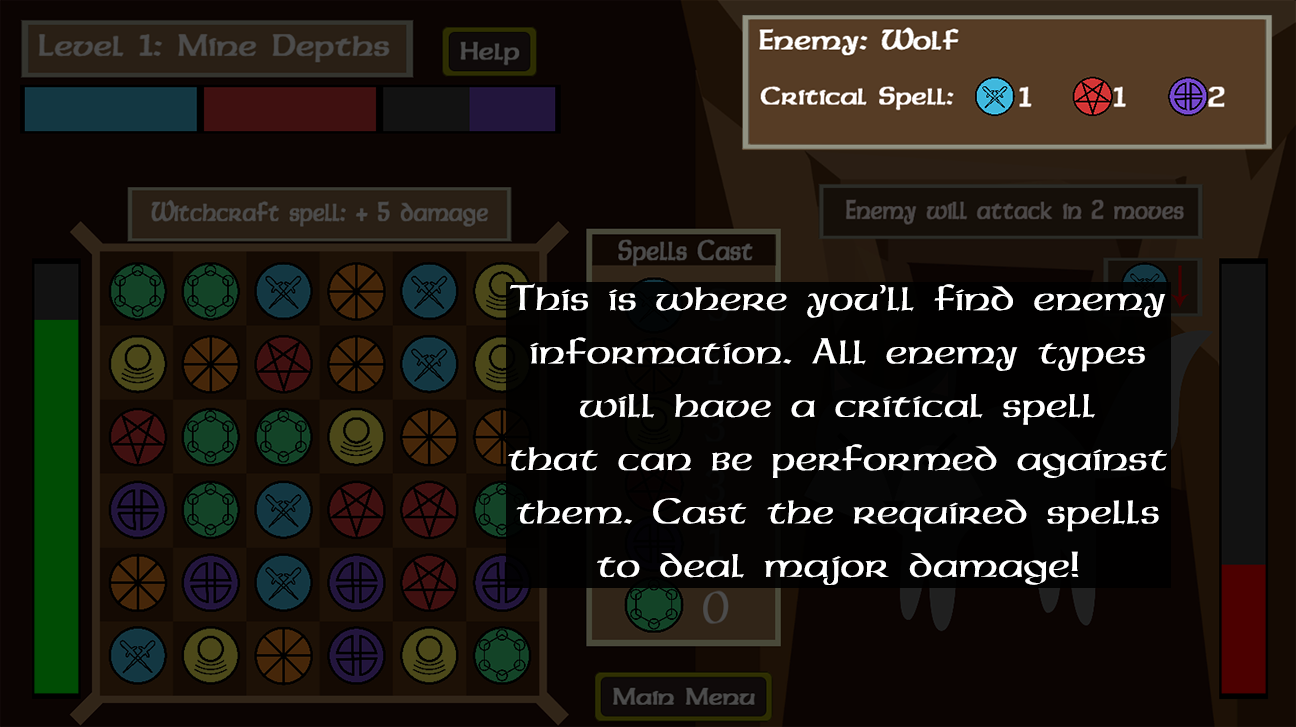 Level 1: Mine Depths
Help
Enemy: Wolf
Critical Spell: 1 1 2
Witchcraft spell: + 5 damage
Enemy will attack in 2 moves
Spells Cast
This is where you'll find enemy
information. All enemy types
will have a critical spell
that can be performed against
them. Cast the required spells
to deal major damage!
0
Main Menu